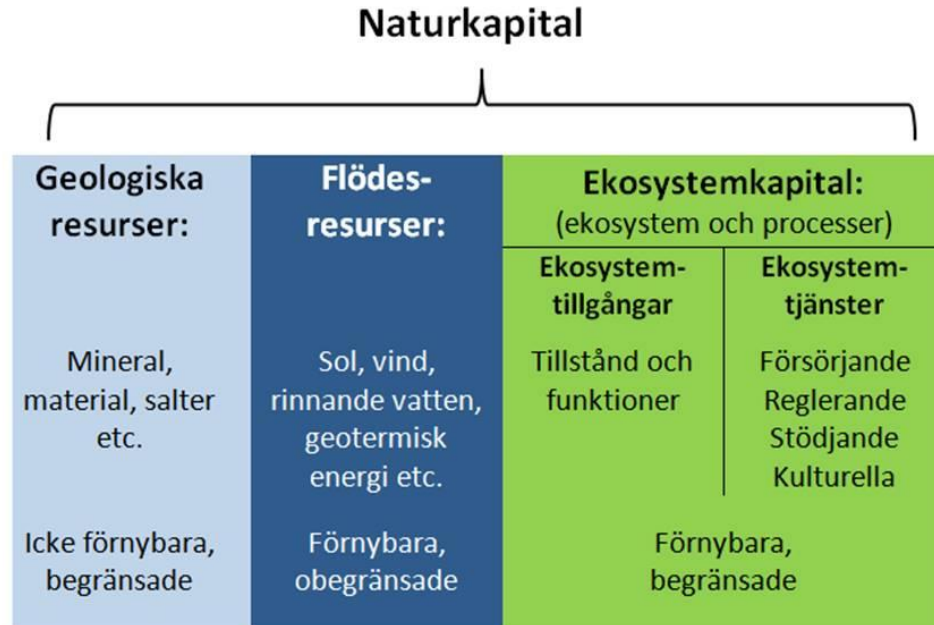 Naturkapital
Geologiska
resurser:
Mineral,
material, salter
etc.
Icke förnybara,
begränsade
Flödes-
resurser:
Sol, vind,
rinnande vatten,
geotermisk
energi etc.
Förnybara,
obegränsade
Ekosystemkapital:
(ekosystem och processer)
Ekosystem-
tillgångar
Tillstånd och
funktioner
Ekosystem-
tjänster
Försörjande
Reglerande
Stödjande
Kulturella
Förnybara,
begränsade